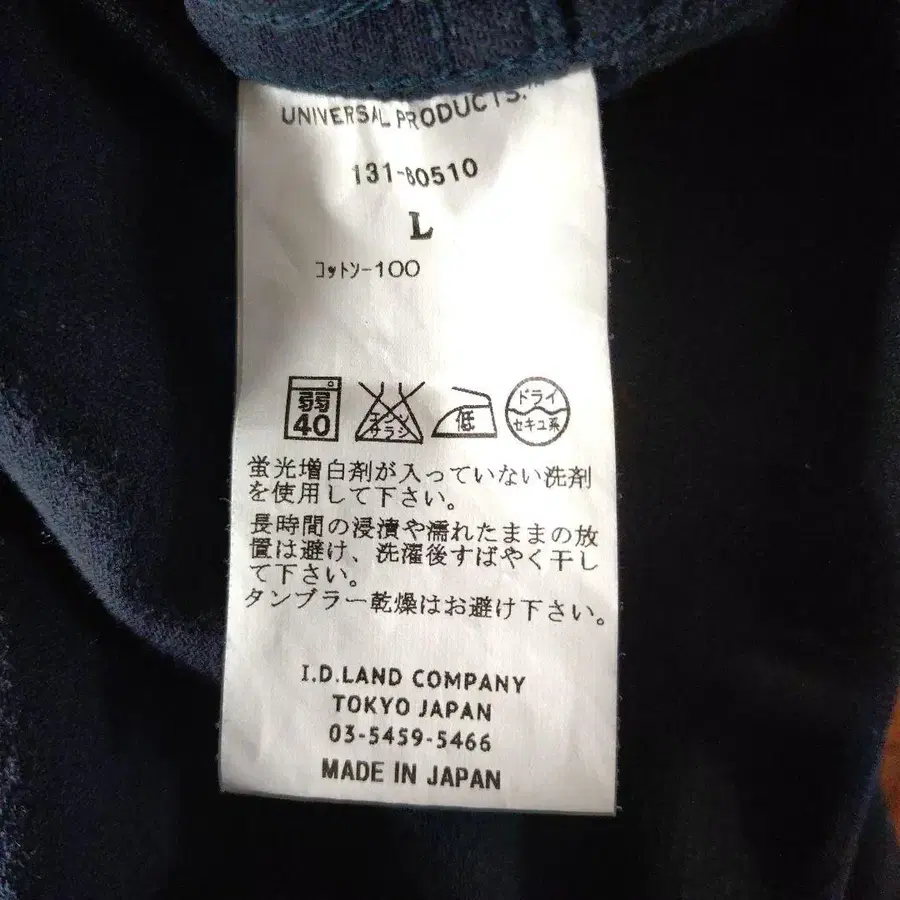 UNIVERSAL PRODUCTS.™
131-60510
L
コットン-100
弱
40
エンソ
サラシ
低
ドライ
セキユ系
蛍光増白剤が入っていない洗剤
を使用して下さい。
長時間の浸漬や濡れたままの放
置は避け、洗濯後すばやく干し
て下さい。
タンブラー乾燥はお避け下さい。
I.D.LAND COMPANY
TOKYO JAPAN
03-5459-5466
MADE IN JAPAN